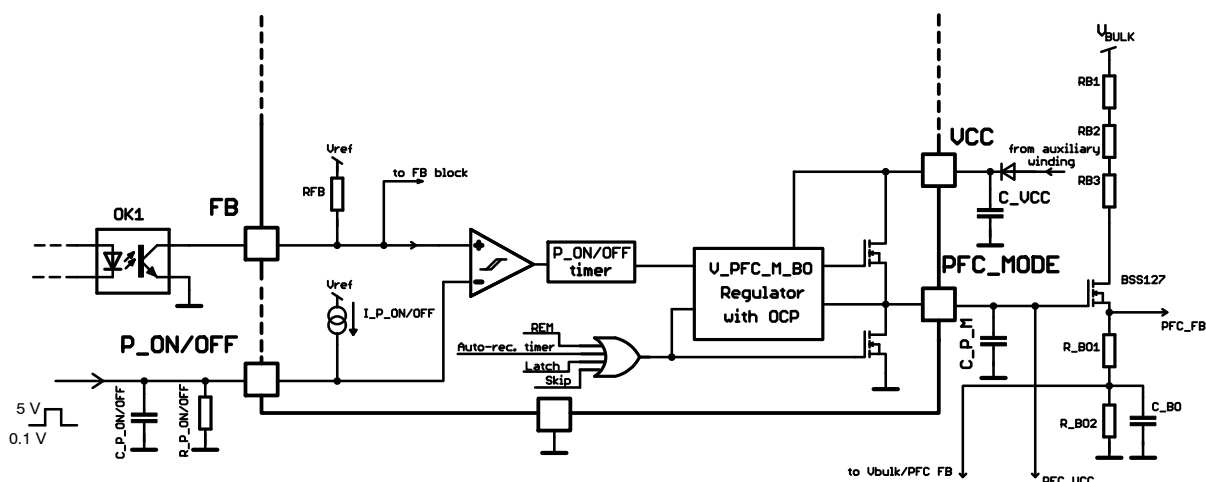 V_BULK
RB1
RB2
RB3
VCC
from auxiliary
winding
C_VCC
Vref
RFB
to FB block
OK1
FB
P_ON/OFF
timer
V_PFC_M_BO
Regulator
with OCP
PFC_MODE
BSS127
PFC_FB
Vref
I_P_ON/OFF
P_ON/OFF
REM
Auto-rec. timer
Latch
Skip
C_P_M
R_BO1
R_BO2
C_BO
5 V
0.1 V
C_P_ON/OFF
R_P_ON/OFF
to Vbulk/PFC FB
PFC_VCC